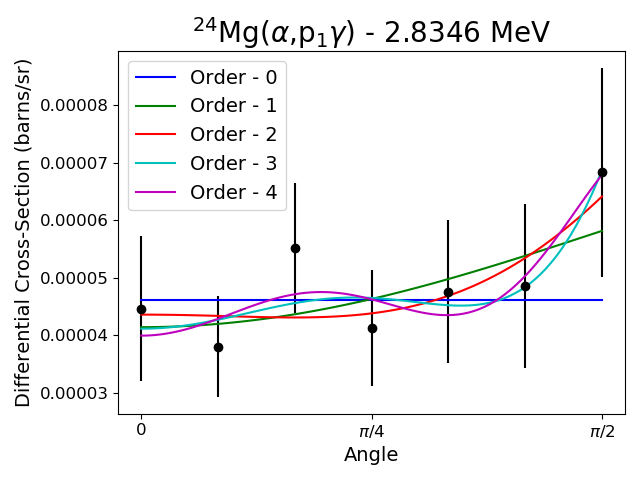 ²⁴Mg(α,p₁γ) - 2.8346 MeV
Order - 0
Order - 1
Order - 2
Order - 3
Order - 4
Differential Cross-Section (barns/sr)
0.00008
0.00007
0.00006
0.00005
0.00004
0.00003
0 π/4 π/2
Angle